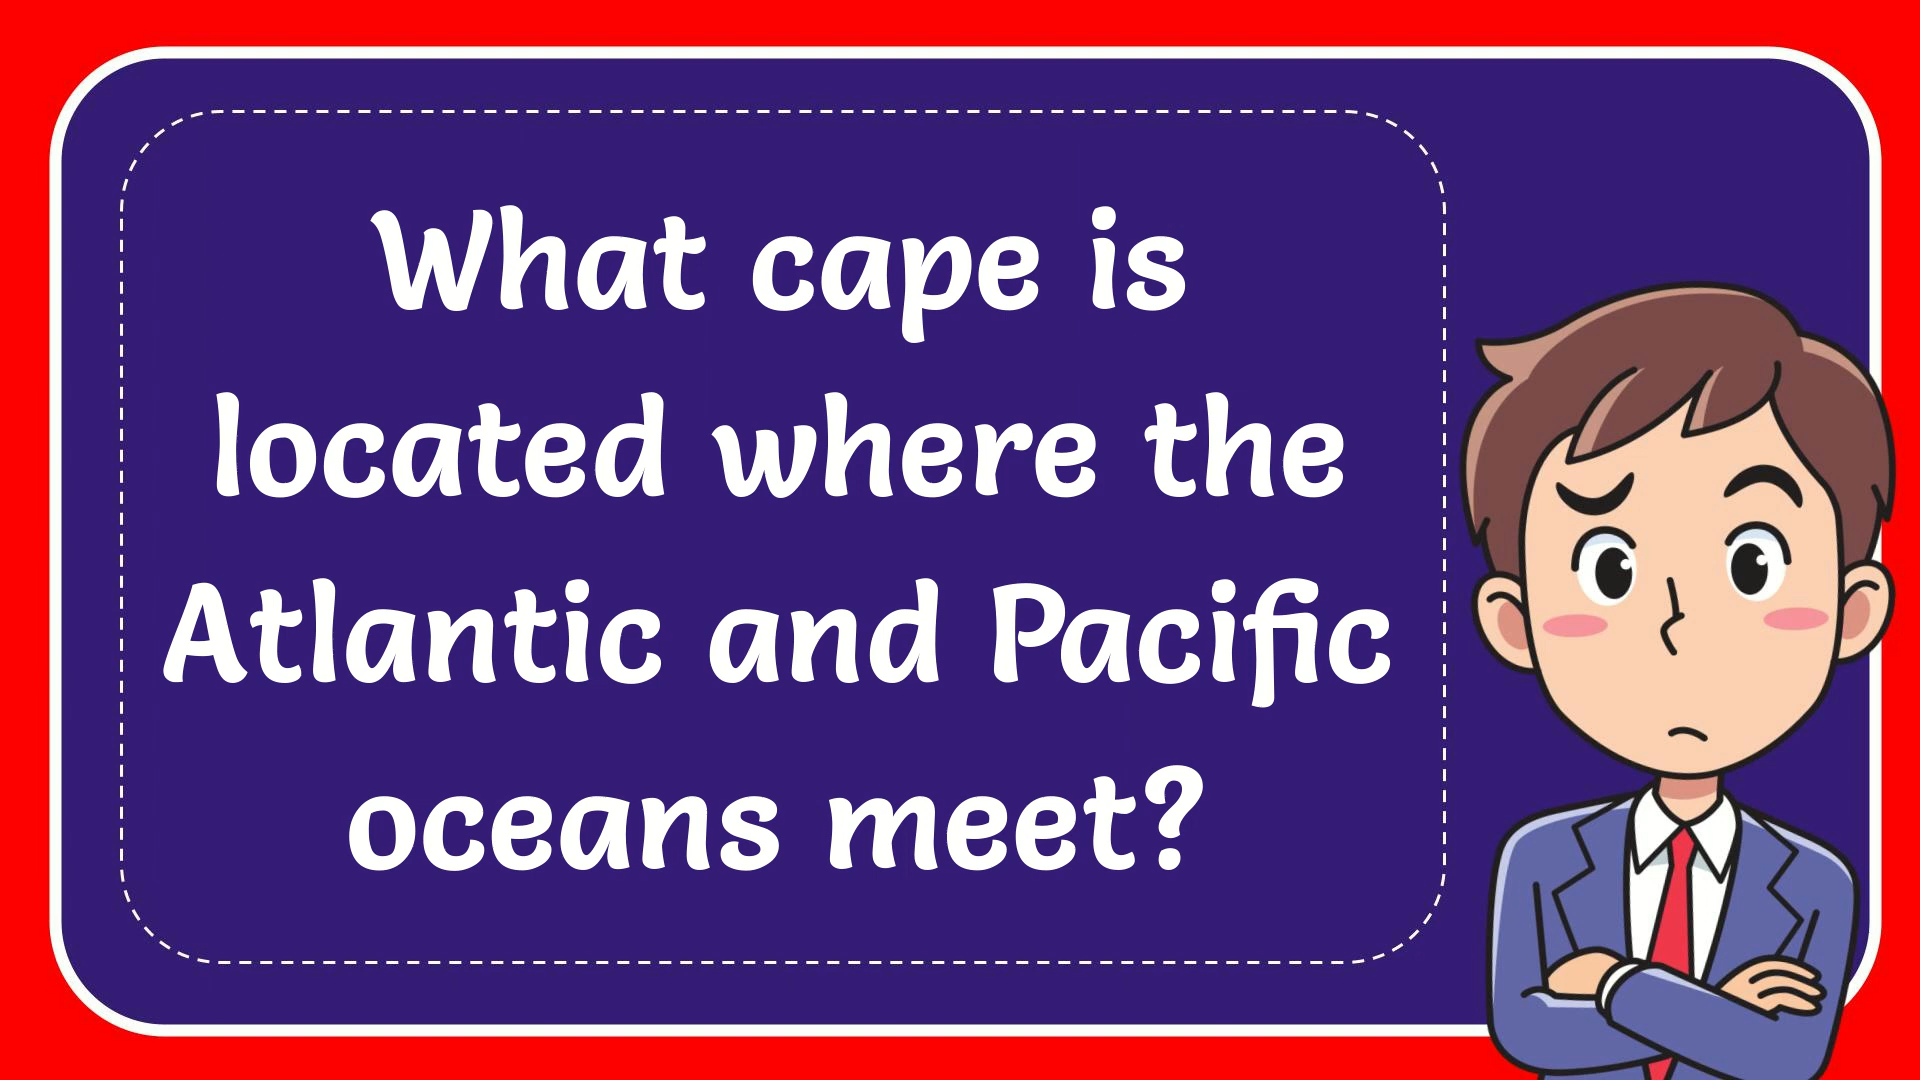 What cape is
located where the
Atlantic and Pacific
oceans meet?